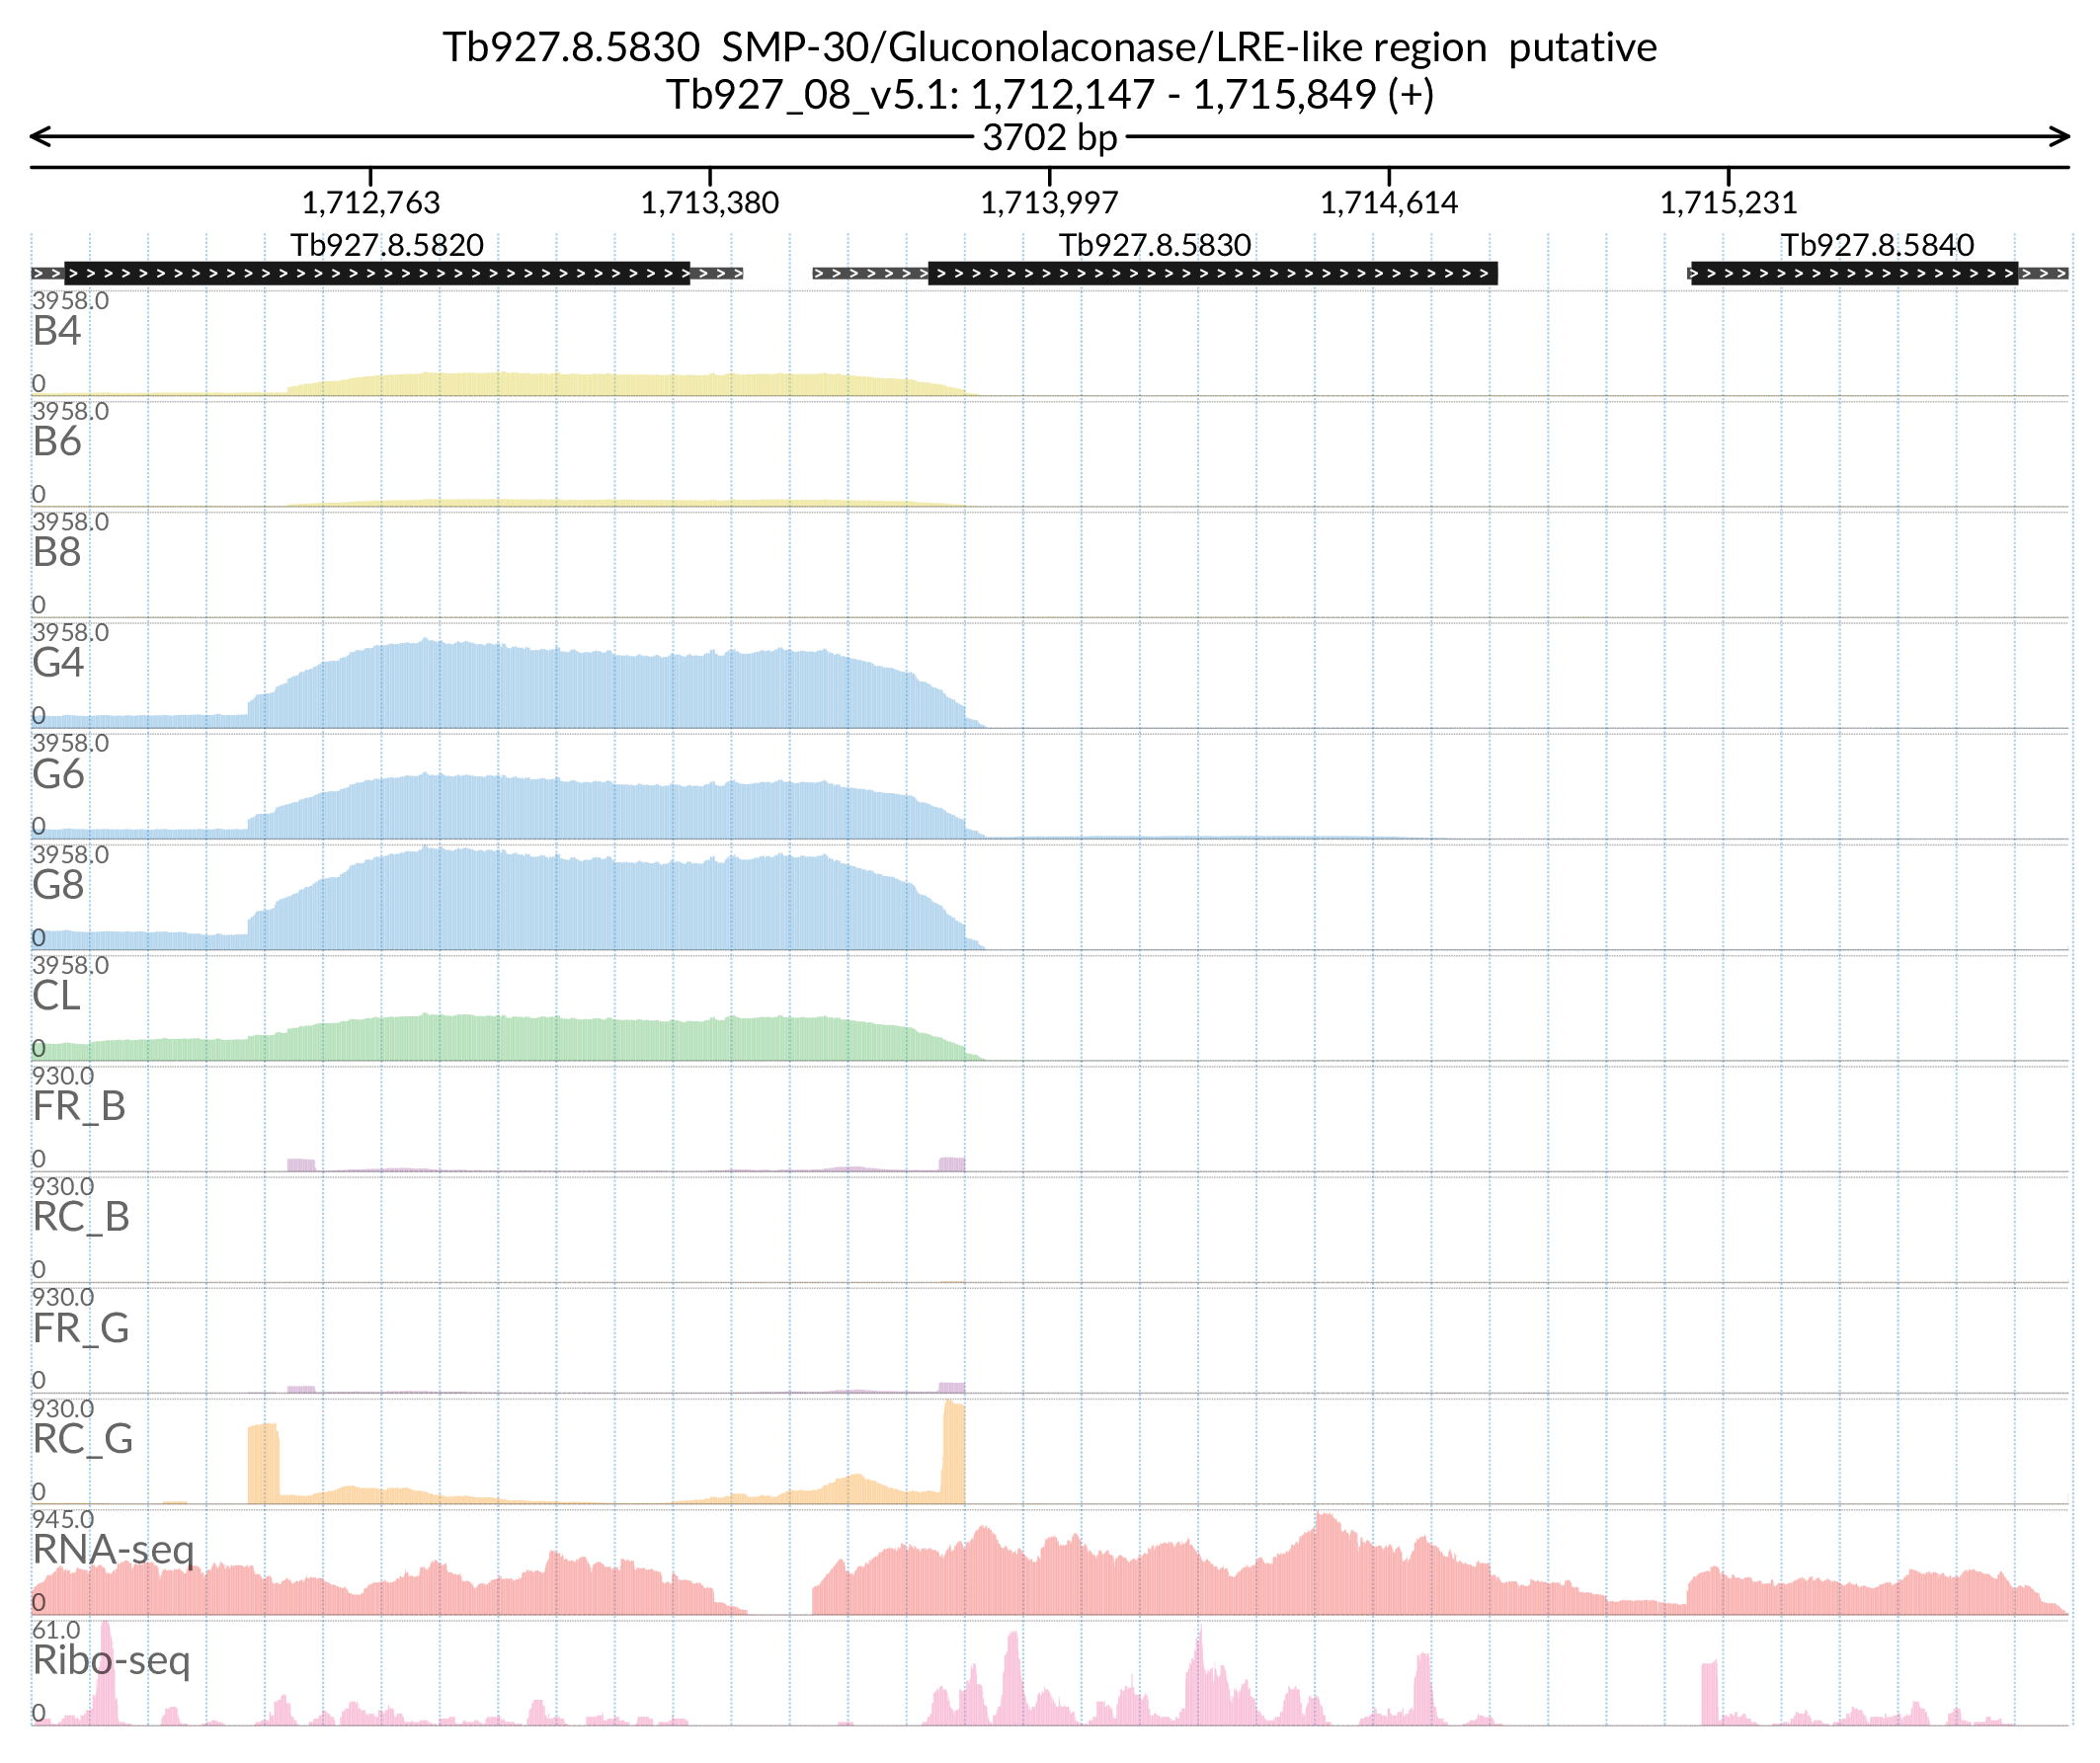 Tb927.8.5830 SMP-30/Gluconolaconase/LRE-like region putative
Tb927_08_v5.1: 1,712,147 - 1,715,849 (+)
3702 bp
1,712,763 1,713,380 1,713,997 1,714,614 1,715,231
Tb927.8.5820 Tb927.8.5830 Tb927.8.5840
3958.0
B4
0
3958.0
B6
0
3958.0
B8
0
3958.0
G4
0
3958.0
G6
0
3958.0
G8
0
3958.0
CL
0
930.0
FR_B
0
930.0
RC_B
0
930.0
FR_G
0
930.0
RC_G
0
945.0
RNA-seq
0
61.0
Ribo-seq
0